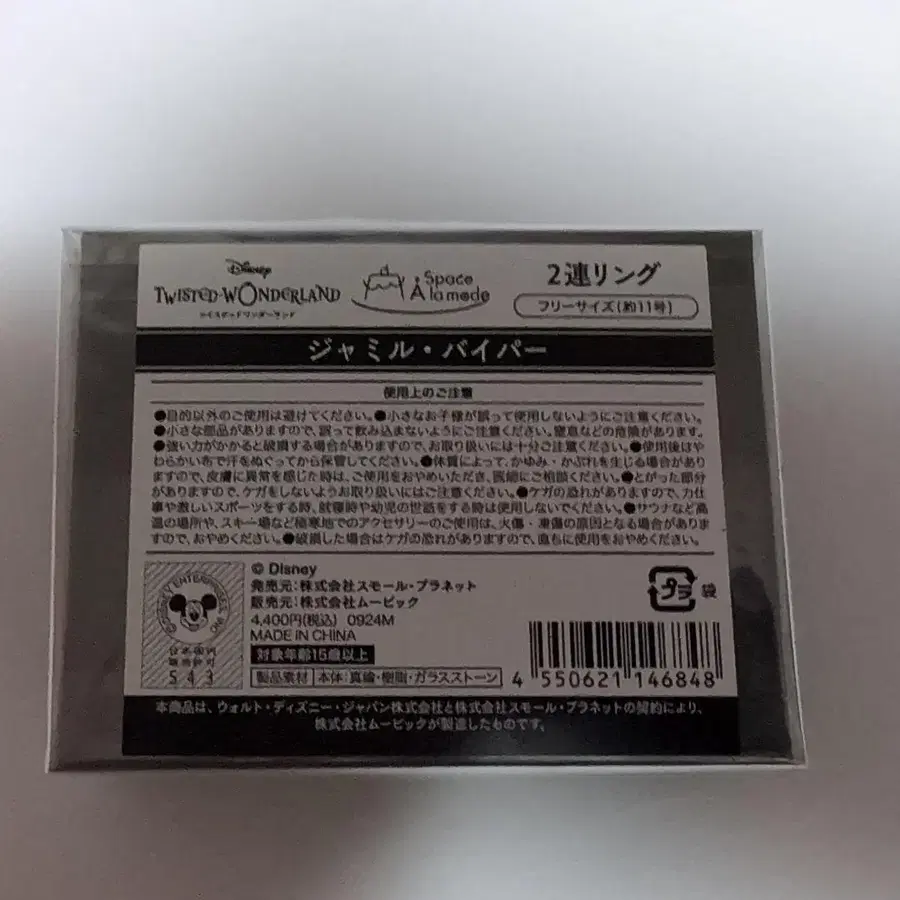 Disney
TWISTED-WONDERLAND
ツイステッドワンダーランド
Space
À la mode
2連リング
フリーサイズ(約11号)
ジャミル・バイパー
使用上のご注意
●目的以外のご使用は避けてください。●小さなお子様が誤って使用しないようにご注意ください。
●小さな部品がありますので、誤って飲み込まないようにご注意ください。窒息などの危険があります。
●強い力がかかると破損する場合がありますので、お取り扱いには十分ご注意ください。●使用後はや
わらかい布で汗をぬぐってから保管してください。●体質によって、かゆみ・かぶれを生じる場合があり
ますので、皮膚に異常を感じた時は、ご使用をおやめいただき、医師にご相談ください。●とがった部分
がありますので、ケガをしないようお取り扱いにはご注意ください。●ケガの恐れがありますので、力仕
事や激しいスポーツをする時、就寝時や幼児の世話をする時は使用しないでください。●サウナなど高
温の場所や、スキー場など極寒地でのアクセサリーのご使用は、火傷・凍傷の原因となる場合がありま
すので、おやめください。●破損した場合はケガの恐れがありますので、直ちに使用をおやめください。
©DISNEY ENTERPRISES, INC
日本国内
販売許可
543
© Disney
発売元:株式会社スモール・プラネット
販売元:株式会社ムービック
4,400円(税込) 0924M
MADE IN CHINA
対象年齢15歳以上
製品素材 本体:真鍮・樹脂・ガラスストーン
プラ 袋
4 550621 146848
本商品は、ウォルト・ディズニー・ジャパン株式会社と株式会社スモール・プラネットの契約により、
株式会社ムービックが製造したものです。